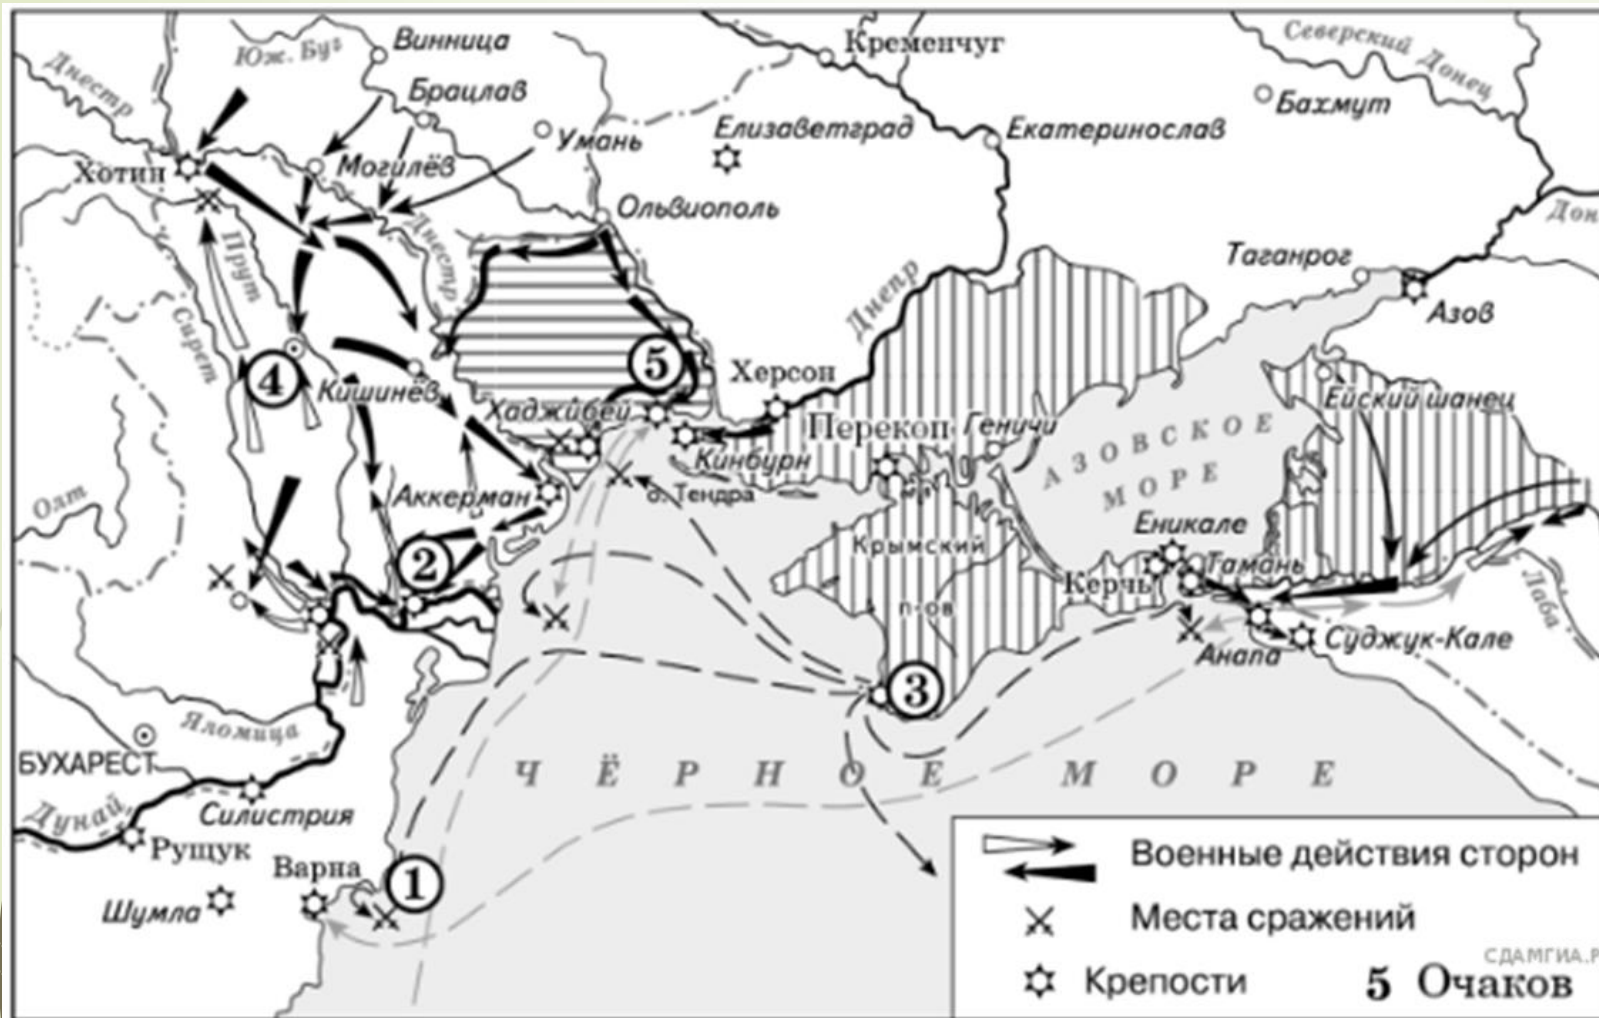 Винница
Юж. Буг
Кременчуг
Северский Донец
Днестр
Брацлав
Бахмут
Умань
Елизаветград
Екатеринослав
Хотин
Могилёв
Ольвиополь
Дон
Днестр
Прут
Таганрог
Днепр
Азов
Сирет
5
Херсон
4
Кишинёв
Хаджибей
Ейский шанец
Перекоп
Геничи
АЗОВСКОЕ
МОРЕ
Кинбурн
Олт
Аккерман
о. Тендра
Еникале
2
Крымский
п-ов
Керчь
Тамань
Лаба
Суджук-Кале
Анапа
3
Яломица
БУХАРЕСТ
ЧЁРНОЕ МОРЕ
Силистрия
Дунай
Рущук
Варна
1
Шумла
Военные действия сторон
Места сражений
СДАМГИА.Р
Крепости
5 Очаков